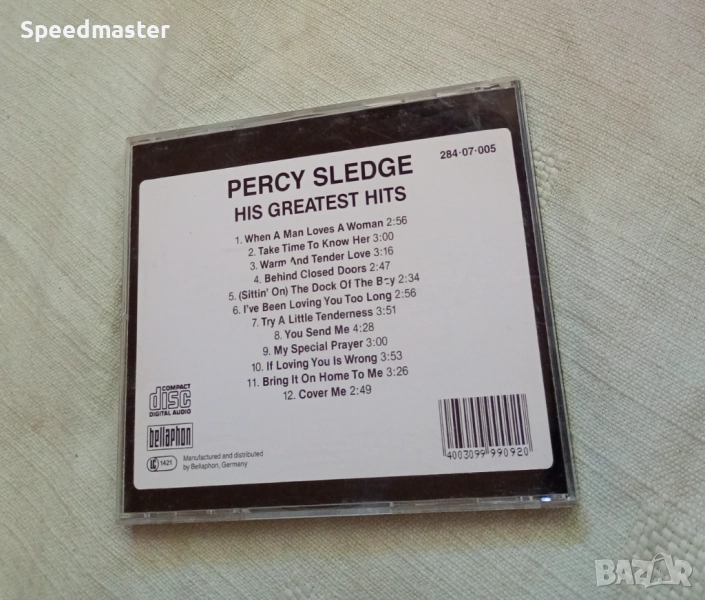 Speedmaster
284·07·005
PERCY SLEDGE
HIS GREATEST HITS
1. When A Man Loves A Woman 2:56
2. Take Time To Know Her 3:00
3. Warm And Tender Love 3:16
4. Behind Closed Doors 2:47
5. (Sittin' On) The Dock Of The Bay 2:34
6. I've Been Loving You Too Long 2:56
7. Try A Little Tenderness 3:51
8. You Send Me 4:28
9. My Special Prayer 3:00
10. If Loving You Is Wrong 3:53
11. Bring It On Home To Me 3:26
12. Cover Me 2:49
COMPACT
disc
DIGITAL AUDIO
bellaphon
LC 1421
Manufactured and distributed
by Bellaphon, Germany
4003099 990920
BAZAR